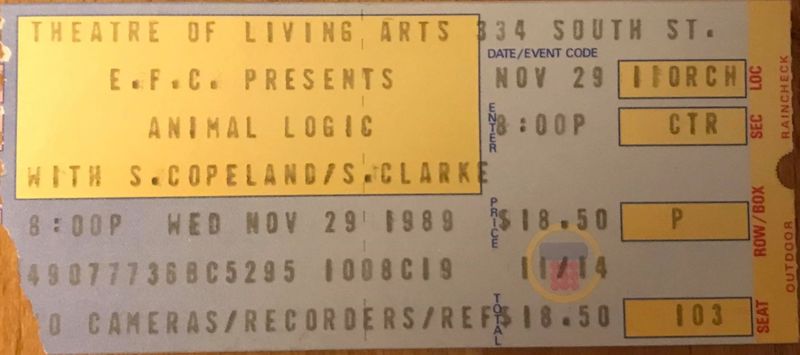 THEATRE OF LIVING ARTS 334 SOUTH ST.
DATE/EVENT CODE
E.F.C. PRESENTS NOV 29 ORCH LOC
ANIMAL LOGIC ENTER 8:00P CTR SEC
WITH S.COPELAND/S.CLARKE
8:00P WED NOV 29 1989 PRICE $18.50 P ROW/BOX
4907773 1008C19 11/14
CAMERAS/RECORDERS/REF TOTAL $18.50 103 SEAT
RAINCHECK
OUTDOOR